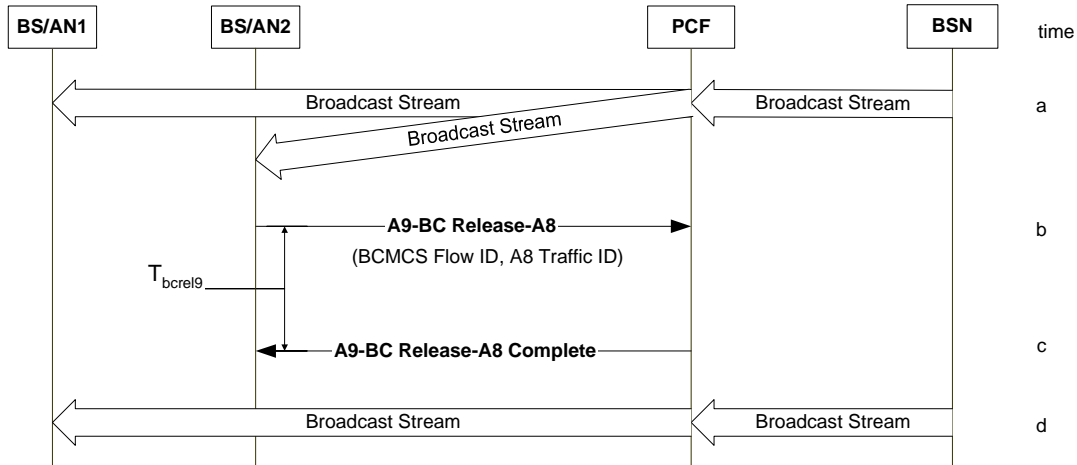 BS/AN1 BS/AN2 PCF BSN time
Broadcast Stream Broadcast Stream a
Broadcast Stream
A9-BC Release-A8 b
(BCMCS Flow ID, A8 Traffic ID)
Tbcrel9
A9-BC Release-A8 Complete c
Broadcast Stream Broadcast Stream d